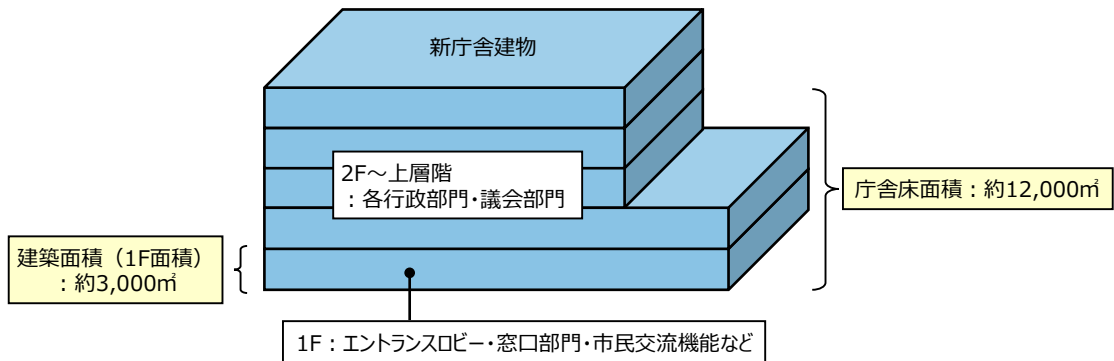 新庁舎建物
2F～上層階
：各行政部門・議会部門
庁舎床面積：約12,000㎡
建築面積（1F面積）
：約3,000㎡
1F：エントランスロビー・窓口部門・市民交流機能など